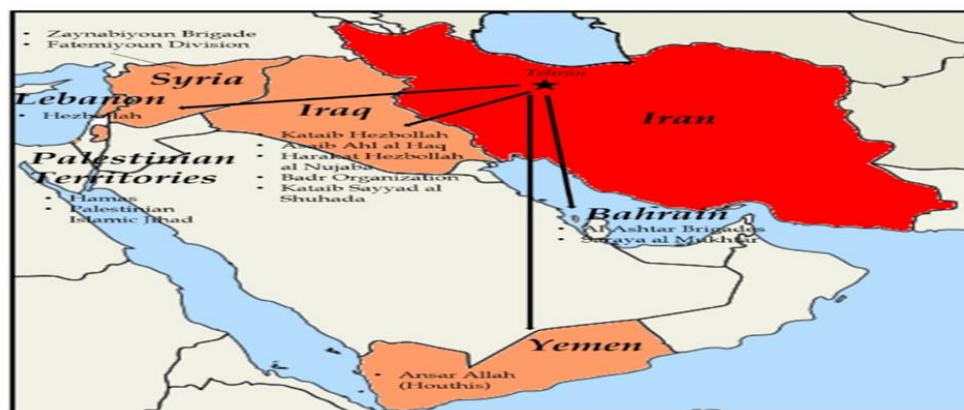 • Zaynabiyoun Brigade
• Fatemiyoun Division
Syria
Lebanon
• Hezbollah
Iraq
• Kataib Hezbollah
• Asaib Ahl al Haq
• Harakat Hezbollah
al Nujaba
• Badr Organization
• Kataib Sayyad al
Shuhada
Palestinian
Territories
• Hamas
• Palestinian
Islamic Jihad
Tehran
Iran
Bahrain
• Al Ashtar Brigades
• Saraya al Mukhtar
Yemen
• Ansar Allah
(Houthis)